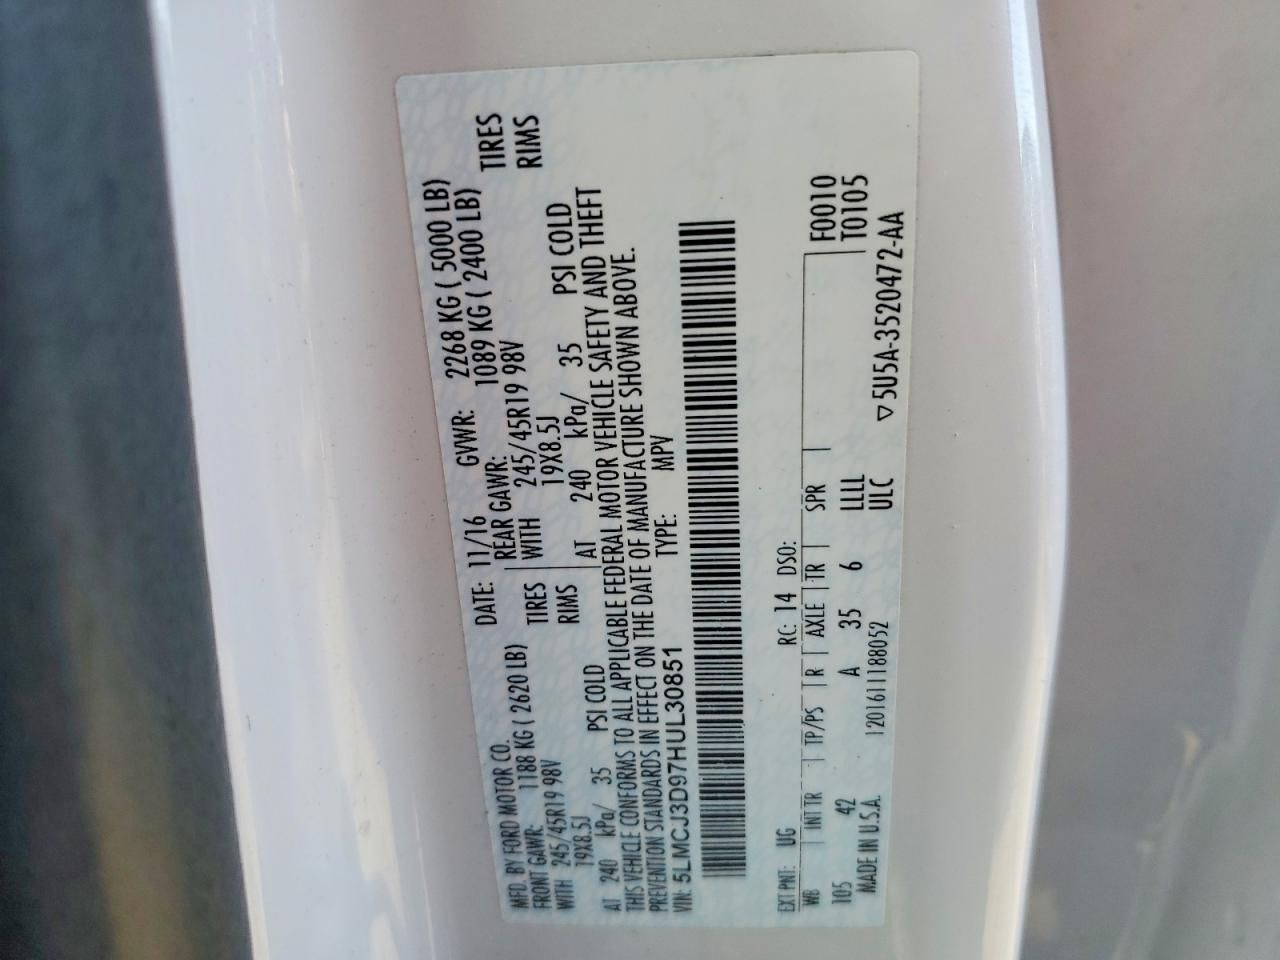 MFD. BY FORD MOTOR CO. DATE: 11/16 GVWR: 2268 KG ( 5000 LB)
FRONT GAWR: 1188 KG ( 2620 LB) REAR GAWR: 1089 KG ( 2400 LB)
WITH 245/45R19 98V TIRES WITH 245/45R19 98V TIRES
19X8.5J RIMS 19X8.5J RIMS
AT 240 kPa/ 35 PSI COLD AT 240 kPa/ 35 PSI COLD
THIS VEHICLE CONFORMS TO ALL APPLICABLE FEDERAL MOTOR VEHICLE SAFETY AND THEFT
PREVENTION STANDARDS IN EFFECT ON THE DATE OF MANUFACTURE SHOWN ABOVE.
VIN: 5LMCJ3D97HUL30851 TYPE: MPV
EXT PNT: UG RC: 14 DSO:
WB INT TR TP/PS R AXLE TR SPR F0010
105 42 A 35 6 LLLL T0105
MADE IN U.S.A. 12016111188052 ULC ▽5U5A-3520472-AA